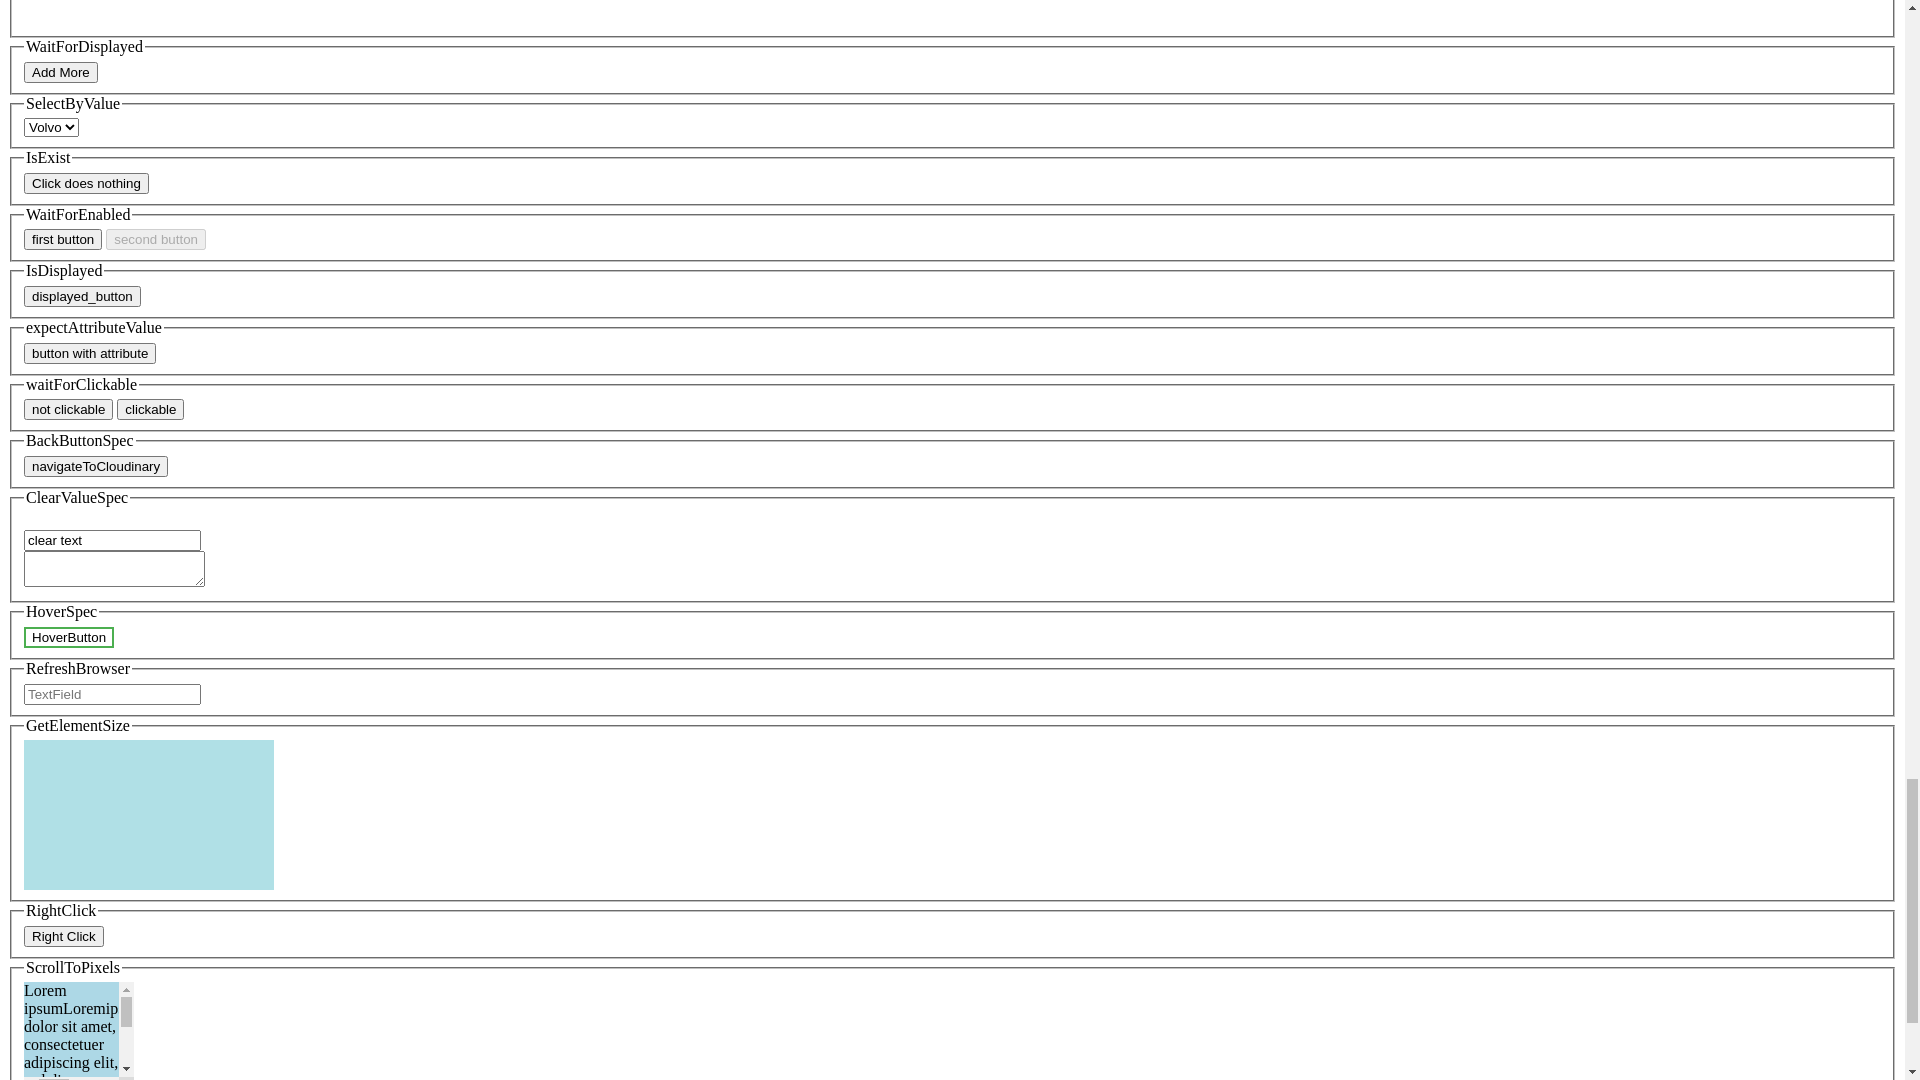 WaitForDisplayed
Add More
SelectByValue
Volvo
IsExist
Click does nothing
WaitForEnabled
first button second button
IsDisplayed
displayed_button
expectAttributeValue
button with attribute
waitForClickable
not clickable clickable
BackButtonSpec
navigateToCloudinary
ClearValueSpec
clear text
HoverSpec
HoverButton
RefreshBrowser
TextField
GetElementSize
RightClick
Right Click
ScrollToPixels
Lorem
ipsumLoremip
dolor sit amet,
consectetuer
adipiscing elit,